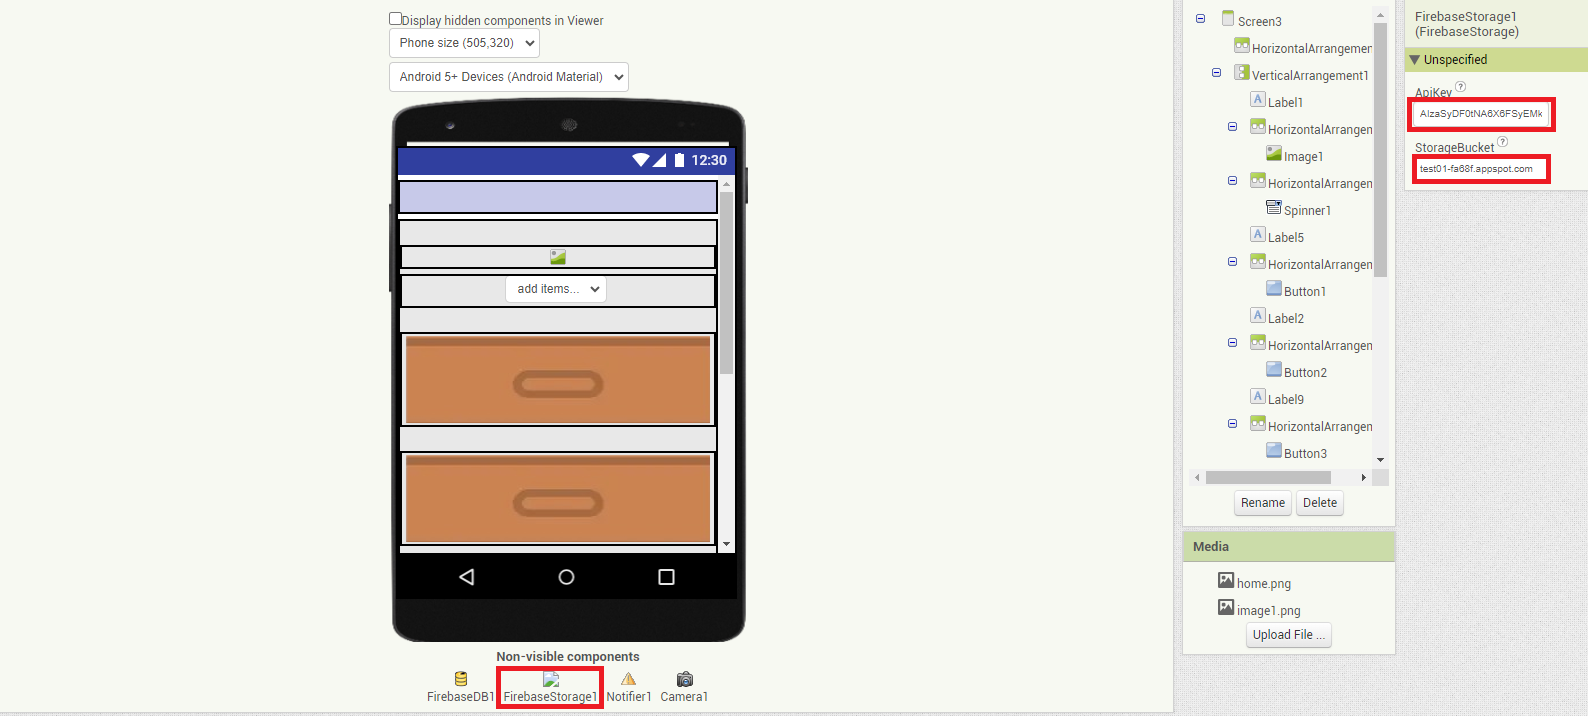 Display hidden components in Viewer
Phone size (505,320)
Android 5+ Devices (Android Material)
12:30
add items...
Non-visible components
FirebaseDB1
FirebaseStorage1
Notifier1
Camera1
Screen3
HorizontalArrangemen
VerticalArrangement1
A Label1
HorizontalArrangen
Image1
HorizontalArrangen
Spinner1
A Label5
HorizontalArrangen
Button1
A Label2
HorizontalArrangen
Button2
A Label9
HorizontalArrangen
Button3
Rename
Delete
Media
home.png
image1.png
Upload File ...
FirebaseStorage1
(FirebaseStorage)
Unspecified
ApiKey ?
AIzaSyDF0tNA6X6FSyEMk
StorageBucket ?
test01-fa68f.appspot.com